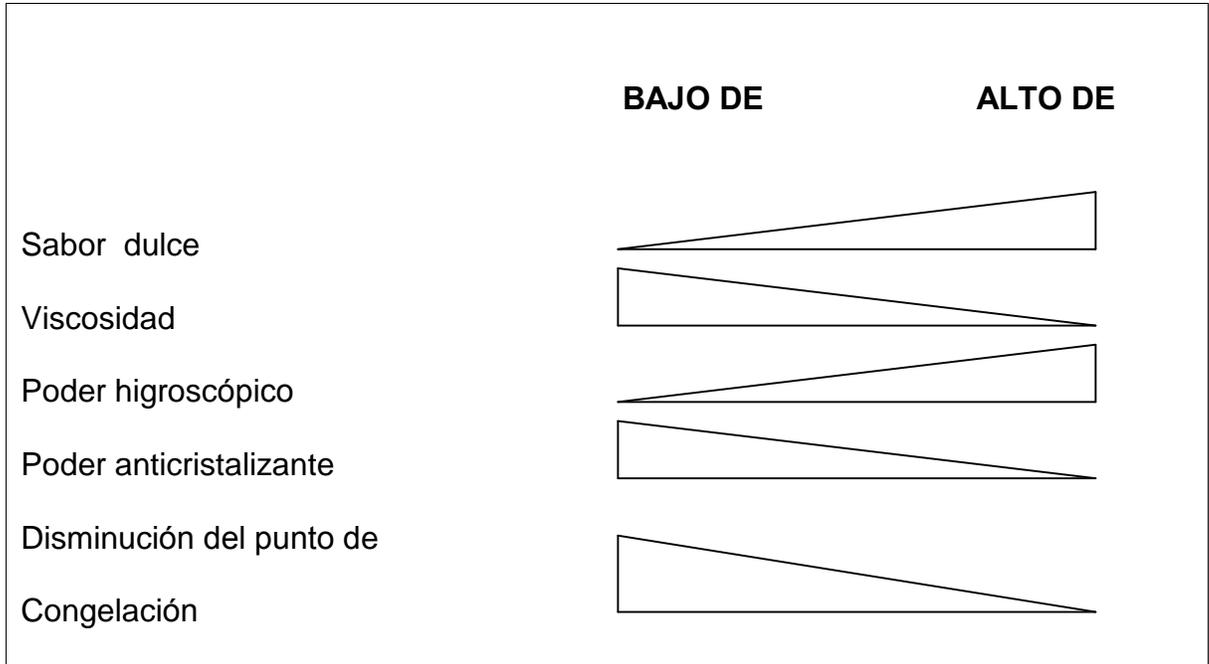 BAJO DE ALTO DE
Sabor dulce
Viscosidad
Poder higroscópico
Poder anticristalizante
Disminución del punto de
Congelación